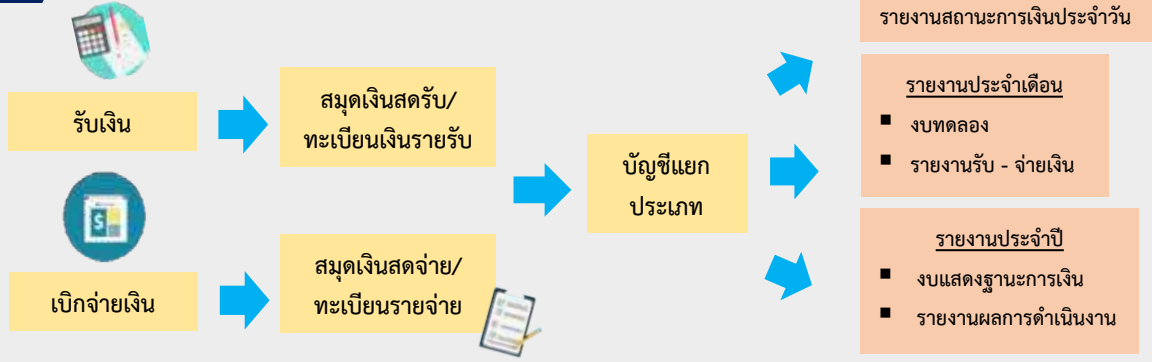 รายงานสถานะการเงินประจำวัน
รับเงิน
สมุดเงินสดรับ/
ทะเบียนเงินรายรับ
เบิกจ่ายเงิน
สมุดเงินสดจ่าย/
ทะเบียนรายจ่าย
บัญชีแยก
ประเภท
รายงานประจำเดือน
▪ งบทดลอง
▪ รายงานรับ - จ่ายเงิน
รายงานประจำปี
▪ งบแสดงฐานะการเงิน
▪ รายงานผลการดำเนินงาน